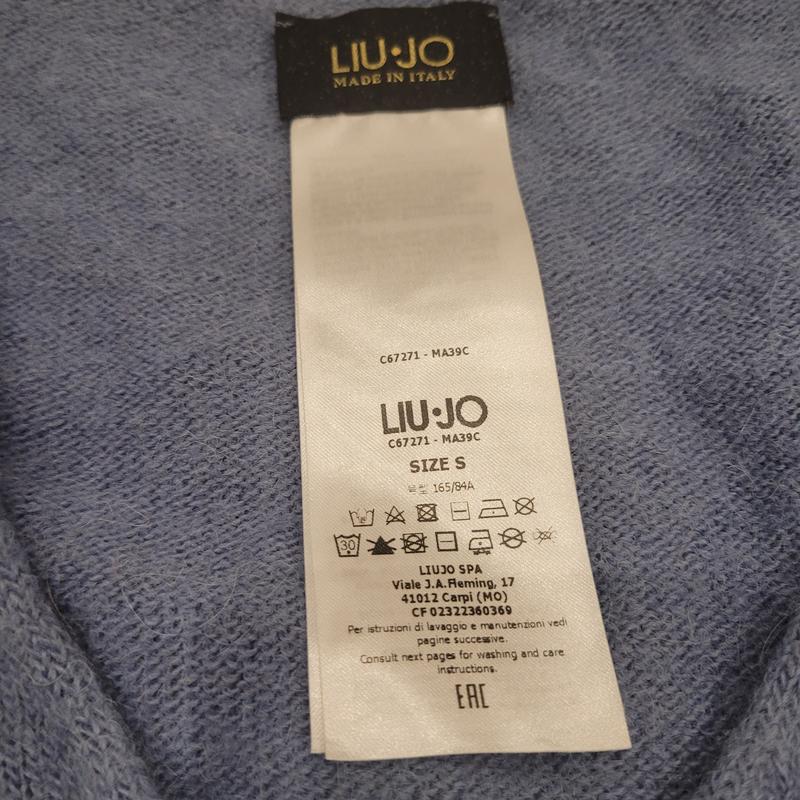 LIU·JO
MADE IN ITALY
C67271 - MA39C
LIU·JO
C67271 - MA39C
SIZE S
165/84A
30
LIUJO SPA
Viale J.A.Fleming, 17
41012 Carpi (MO)
CF 02322360369
Per istruzioni di lavaggio e manutenzioni vedi
pagine successive.
Consult next pages for washing and care
instructions.
EAC